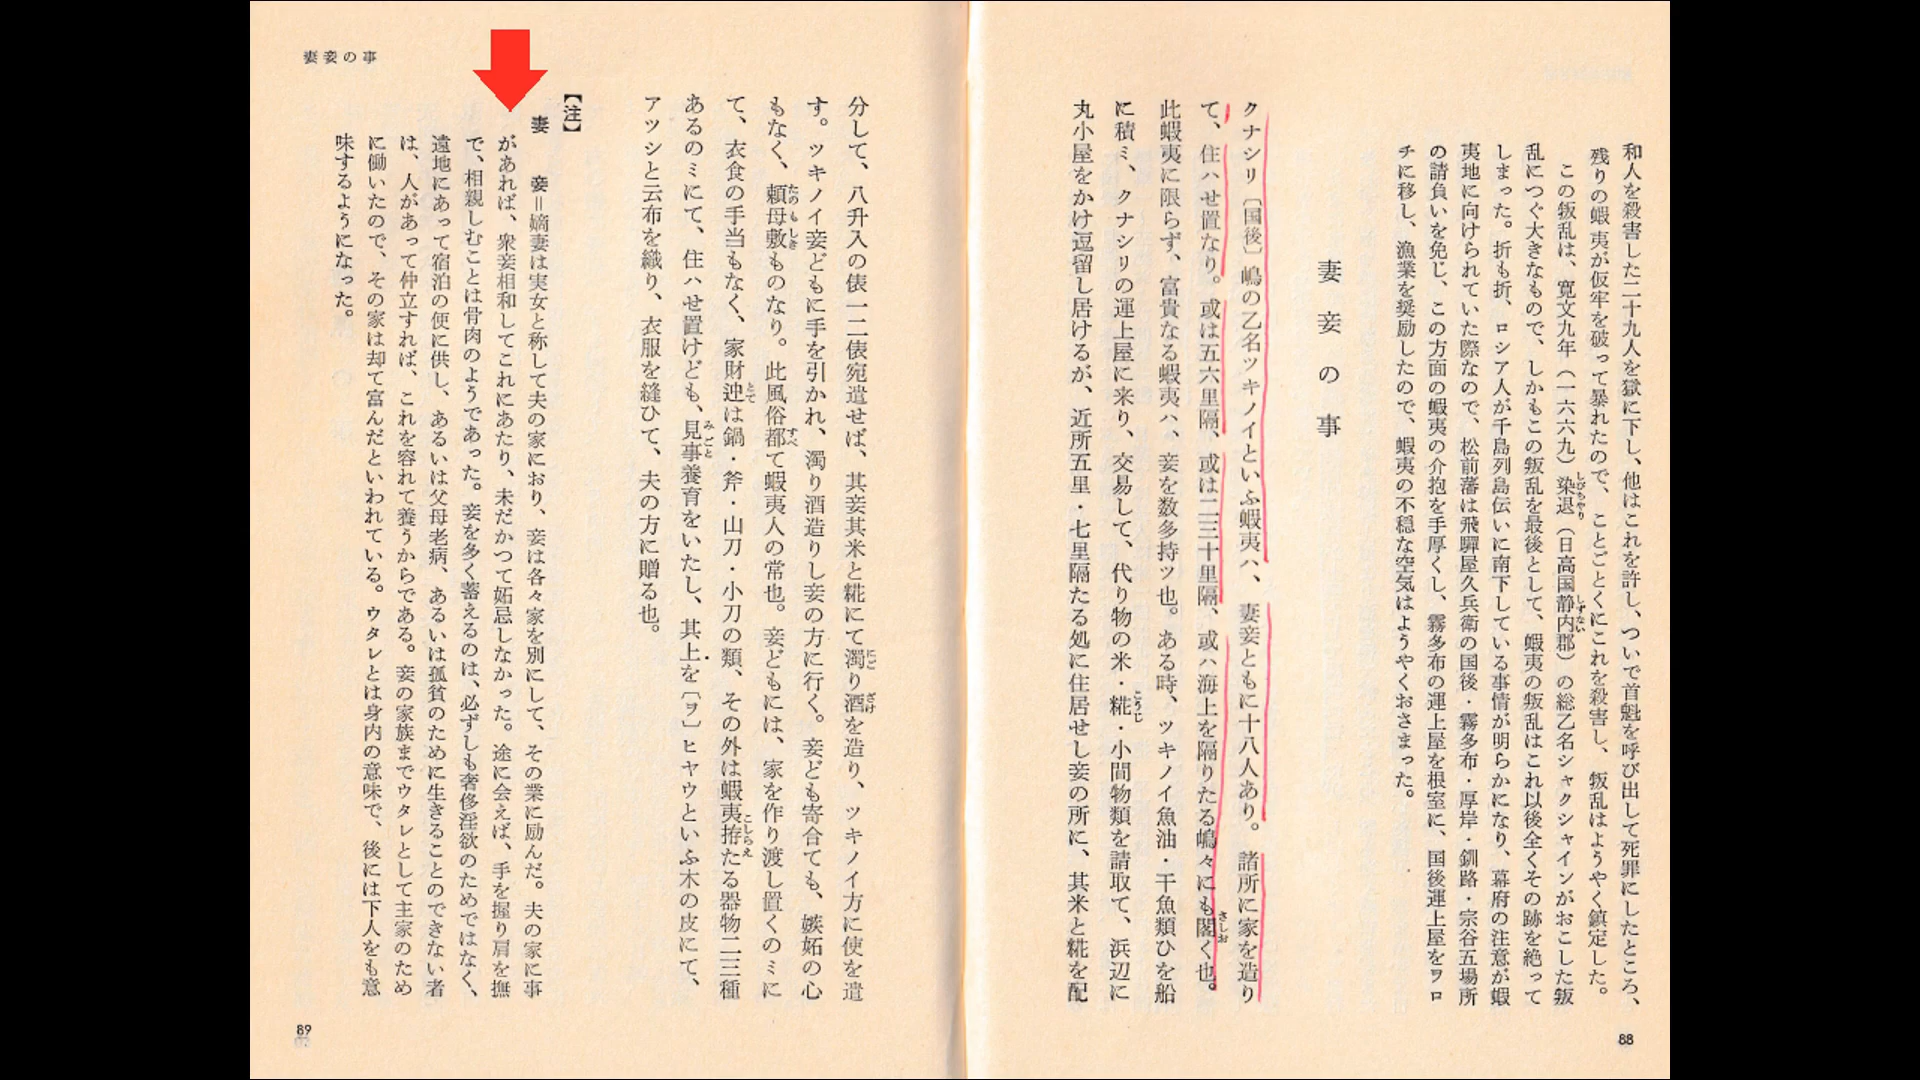 和人を殺害した二十九人を獄に下し、他はこれを許し、ついで首魁を呼び出して死罪にしたところ、
残りの蝦夷が仮牢を破って暴れたので、ことごとくにこれを殺害し、叛乱はようやく鎮定した。
この叛乱は、寛文九年（一六六九）染退（日高国静内郡）の総乙名シャクシャインがおこした叛
乱につぐ大きなもので、しかもこの叛乱を最後として、蝦夷の叛乱はこれ以後全くその跡を絶って
しまった。折も折、ロシア人が千島列島伝いに南下している事情が明らかになり、幕府の注意が蝦
夷地に向けられていた際なので、松前藩は飛騨屋久兵衛の国後・霧多布・厚岸・釧路・宗谷五場所
の請負いを免じ、この方面の蝦夷の介抱を手厚くし、霧多布の運上屋を根室に、国後運上屋をヲロ
チに移し、漁業を奨励したので、蝦夷の不穏な空気はようやくおさまった。
妻妾の事
クナシリ〔国後〕嶋の乙名ツキノイといふ蝦夷ハ、妻妾ともに十八人あり。諸所に家を造り
て、住ハせ置なり。或は五六里隔、或は二三十里隔、或ハ海上を隔りたる嶋々にも閣く也。
此蝦夷に限らず、富貴なる蝦夷ハ、妾を数多持ッ也。ある時、ツキノイ魚油・干魚類ひを船
に積ミ、クナシリの運上屋に来り、交易して、代り物の米・糀・小間物類を請取て、浜辺に
丸小屋をかけ逗留し居けるが、近所五里・七里隔たる処に住居せし妾の所に、其米と糀を配
88
妻妾の事
分して、八升入の俵一二俵宛遣せば、其妾其米と糀にて濁り酒を造り、ツキノイ方に使を遣
す。ツキノイ妾どもに手を引かれ、濁り酒造りし妾の方に行く。妾ども寄合ても、嫉妬の心
もなく、頼母敷ものなり。此風俗都て蝦夷人の常也。妾どもには、家を作り渡し置くのミに
て、衣食の手当もなく、家財迚は鍋・斧・山刀・小刀の類、その外は蝦夷拵たる器物二三種
あるのミにて、住ハせ置けども、見事養育をいたし、其上を〔ヲ〕ヒヤウといふ木の皮にて、
アツシと云布を織り、衣服を縫ひて、夫の方に贈る也。
【注】
妻　妾＝嫡妻は実女と称して夫の家におり、妾は各々家を別にして、その業に励んだ。夫の家に事
があれば、衆妾相和してこれにあたり、未だかつて妬忌しなかった。途に会えば、手を握り肩を撫
で、相親しむことは骨肉のようであった。妾を多く蓄えるのは、必ずしも奢侈淫欲のためではなく、
遠地にあって宿泊の便に供し、あるいは父母老病、あるいは孤貧のために生きることのできない者
は、人があって仲立すれば、これを容れて養うからである。妾の家族までウタレとして主家のため
に働いたので、その家は却て富んだといわれている。ウタレとは身内の意味で、後には下人をも意
味するようになった。
89